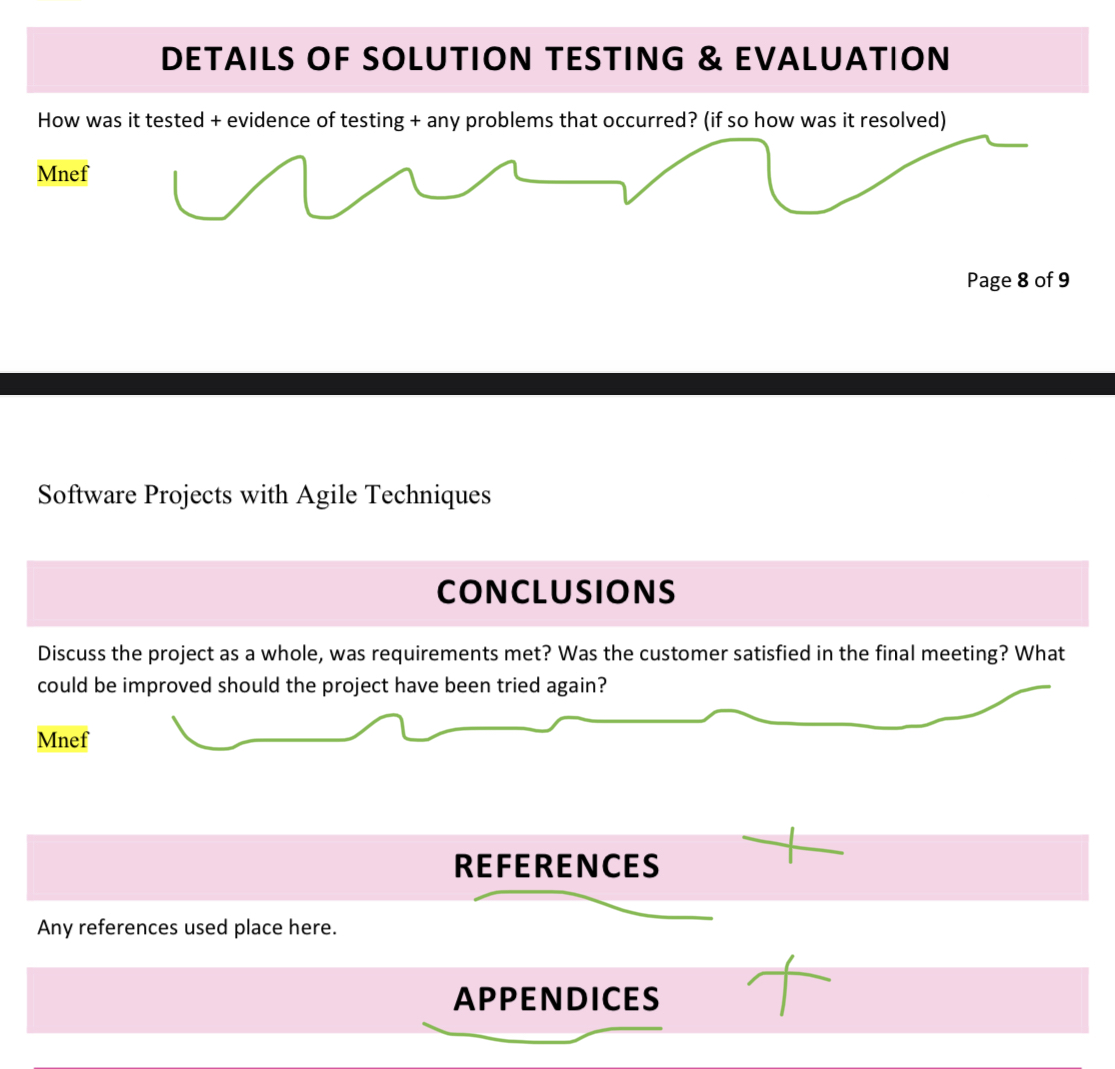 DETAILS OF SOLUTION TESTING & EVALUATION
How was it tested + evidence of testing + any problems that occurred? (if so how was it resolved)
Mnef
Page 8 of 9
Software Projects with Agile Techniques
CONCLUSIONS
Discuss the project as a whole, was requirements met? Was the customer satisfied in the final meeting? What
could be improved should the project have been tried again?
Mnef
REFERENCES
Any references used place here.
APPENDICES